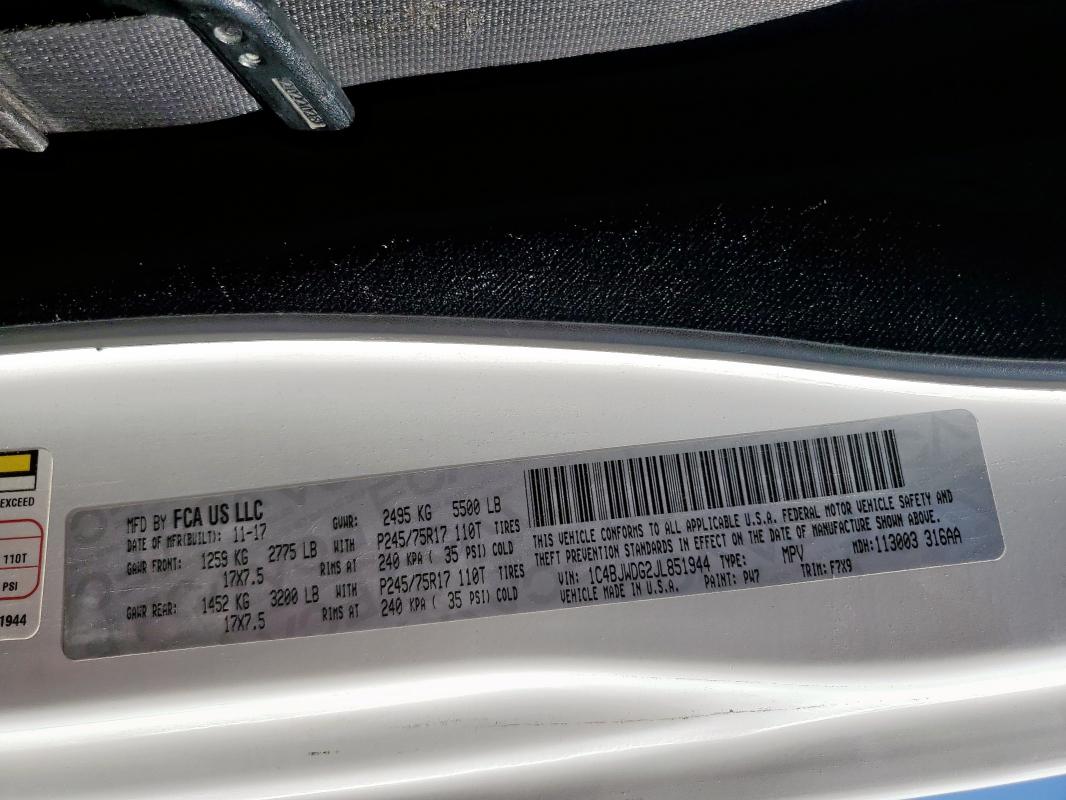 EXCEED
110T
PSI
1944
MFD BY FCA US LLC
DATE OF MFR(BUILT): 11-17 GVWR: 2495 KG 5500 LB
GAWR FRONT: 1259 KG 2775 LB WITH P245/75R17 110T TIRES
17X7.5 RIMS AT 240 KPA ( 35 PSI) COLD
GAWR REAR: 1452 KG 3200 LB WITH P245/75R17 110T TIRES
17X7.5 RIMS AT 240 KPA ( 35 PSI) COLD
THIS VEHICLE CONFORMS TO ALL APPLICABLE U.S.A. FEDERAL MOTOR VEHICLE SAFETY AND
THEFT PREVENTION STANDARDS IN EFFECT ON THE DATE OF MANUFACTURE SHOWN ABOVE.
VIN: 1C4BJWDG2JL851944 TYPE: MPV MDH: 113003 316AA
VEHICLE MADE IN U.S.A. PAINT: PW7 TRIM: F7X9